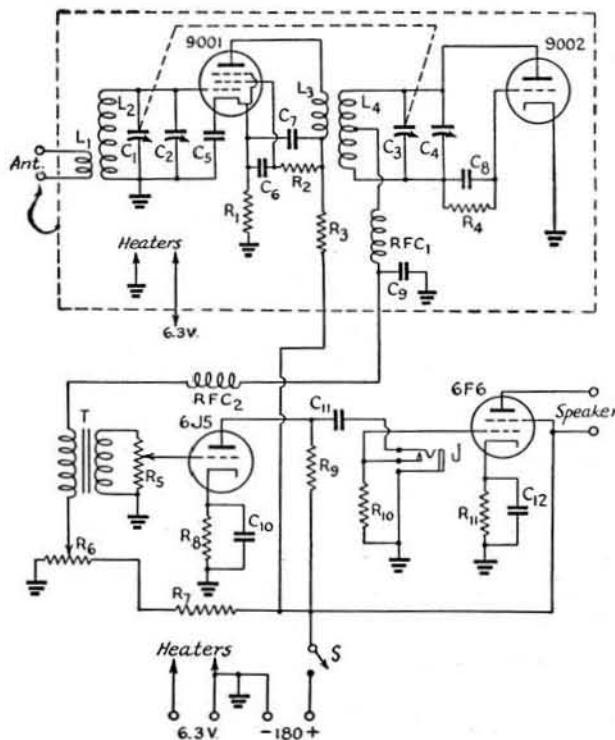 9001
9002
L1
L2
L3
L4
Ant.
C1
C2
C5
C7
C3
C4
C8
C6
R2
R4
R1
R3
RFC1
C9
Heaters
6.3V.
RFC2
C11
6F6
T
6J5
Speaker
J
R5
R9
R10
R11
C12
R8
C10
R6
R7
Heaters
S
6.3V.
-180+